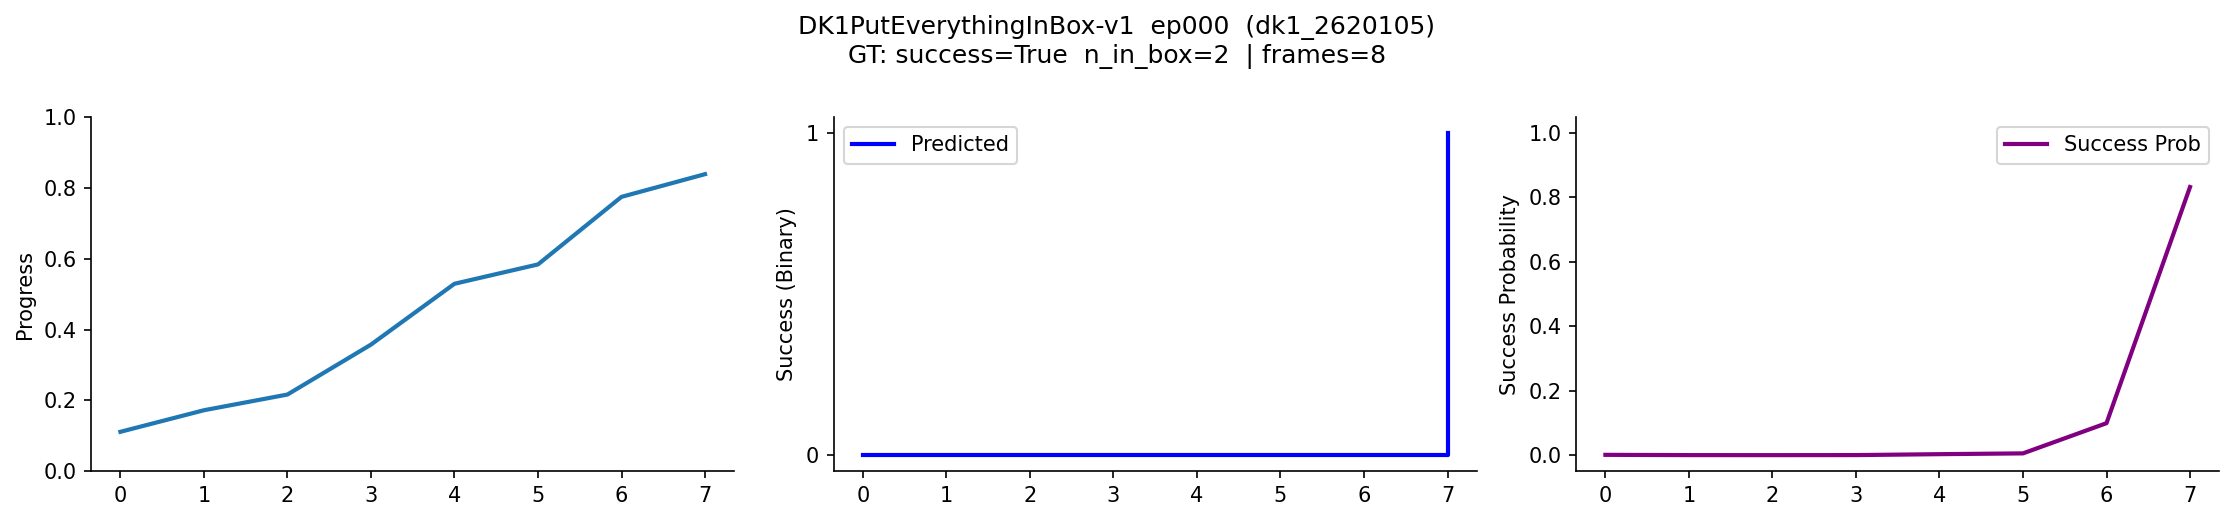 DK1PutEverythingInBox-v1  ep000  (dk1_2620105)
GT: success=True  n_in_box=2  | frames=8
Progress
1.0
0.8
0.6
0.4
0.2
0.0
0 1 2 3 4 5 6 7
Success (Binary)
1
0
Predicted
0 1 2 3 4 5 6 7
Success Probability
1.0
0.8
0.6
0.4
0.2
0.0
Success Prob
0 1 2 3 4 5 6 7